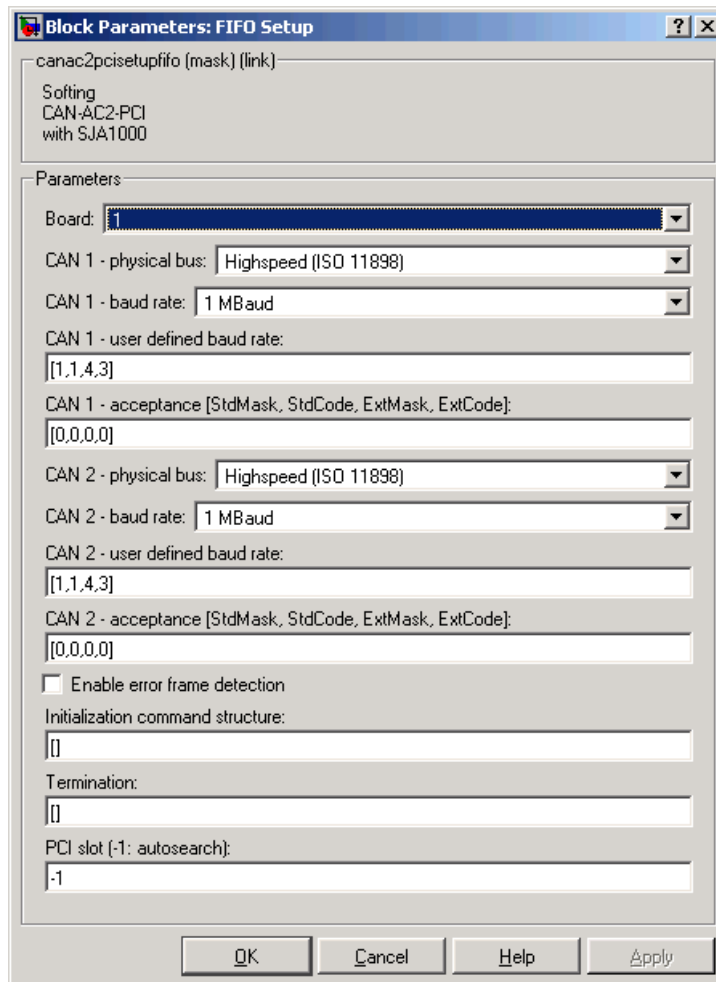 Block Parameters: FIFO Setup
canac2pcisetupfifo (mask) (link)
Softing
CAN-AC2-PCI
with SJA1000
Parameters
Board: 1
CAN 1 - physical bus: Highspeed (ISO 11898)
CAN 1 - baud rate: 1 MBaud
CAN 1 - user defined baud rate:
[1,1,4,3]
CAN 1 - acceptance [StdMask, StdCode, ExtMask, ExtCode]:
[0,0,0,0]
CAN 2 - physical bus: Highspeed (ISO 11898)
CAN 2 - baud rate: 1 MBaud
CAN 2 - user defined baud rate:
[1,1,4,3]
CAN 2 - acceptance [StdMask, StdCode, ExtMask, ExtCode]:
[0,0,0,0]
Enable error frame detection
Initialization command structure:
[]
Termination:
[]
PCI slot (-1: autosearch):
-1
OK Cancel Help Apply